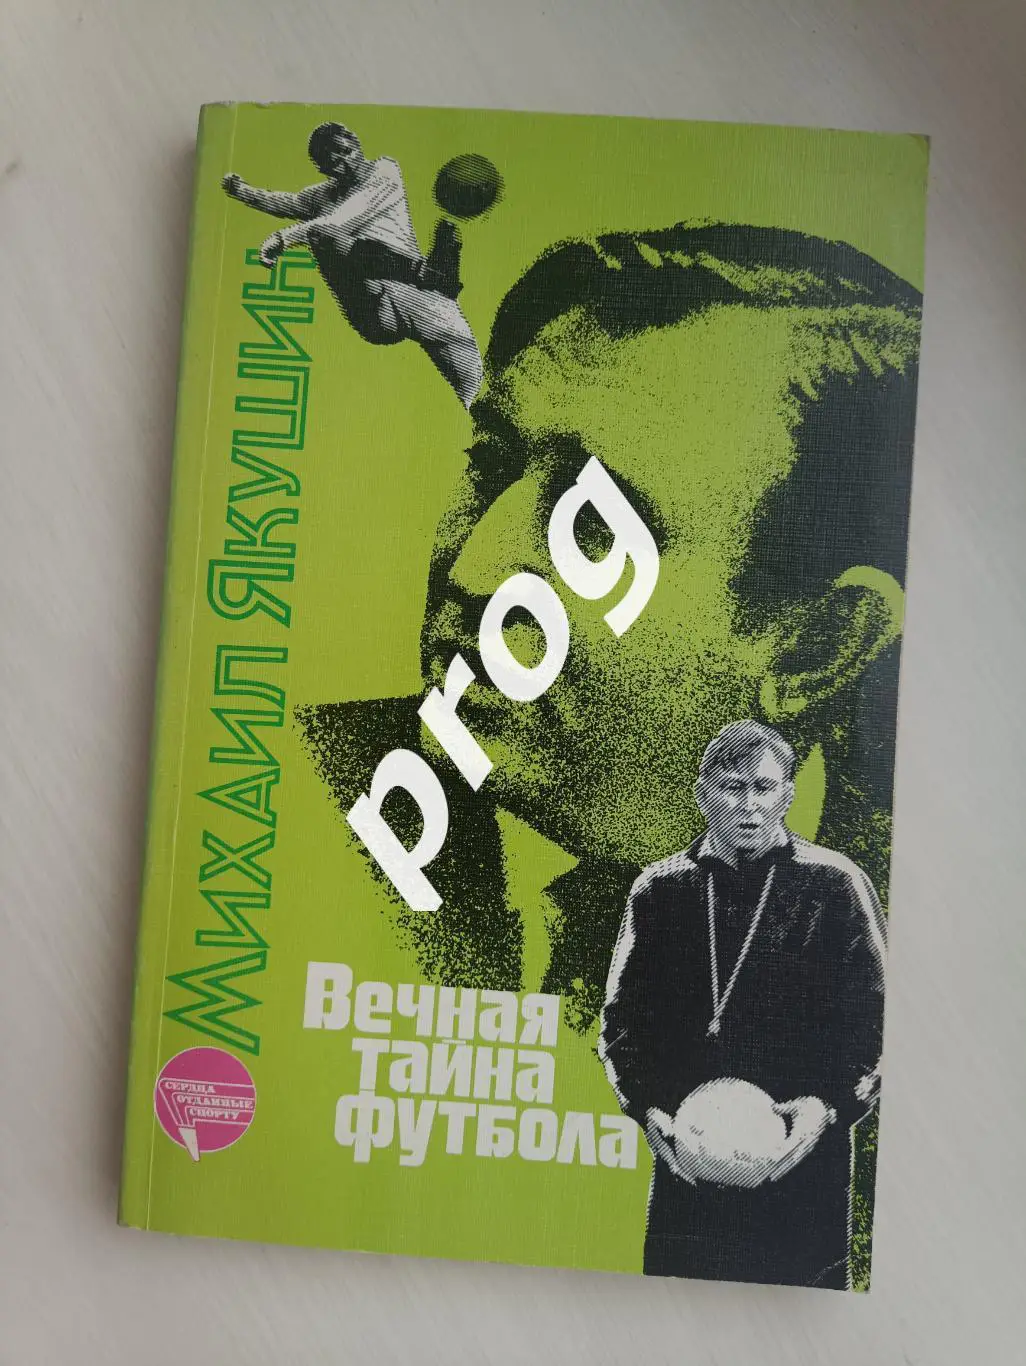 Михаил Якушин
prog
Вечная
тайна
футбола
СЕРДЦА
ОТДАННЫЕ
СПОРТУ